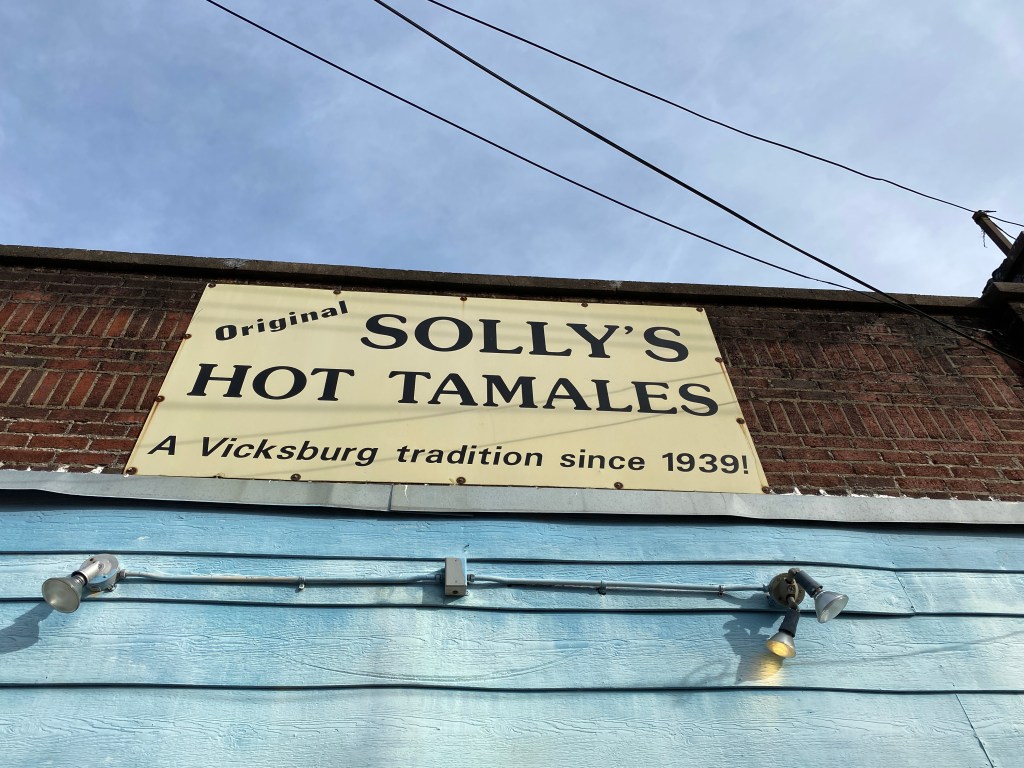 Original SOLLY'S
HOT TAMALES
A Vicksburg tradition since 1939!